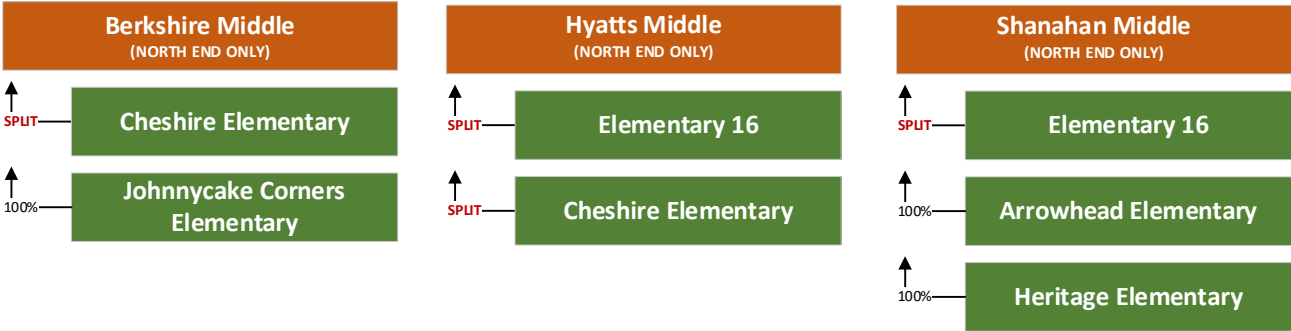 Berkshire Middle
(NORTH END ONLY)
SPLIT
Cheshire Elementary
100%
Johnnycake Corners
Elementary
Hyatts Middle
(NORTH END ONLY)
SPLIT
Elementary 16
SPLIT
Cheshire Elementary
Shanahan Middle
(NORTH END ONLY)
SPLIT
Elementary 16
100%
Arrowhead Elementary
100%
Heritage Elementary